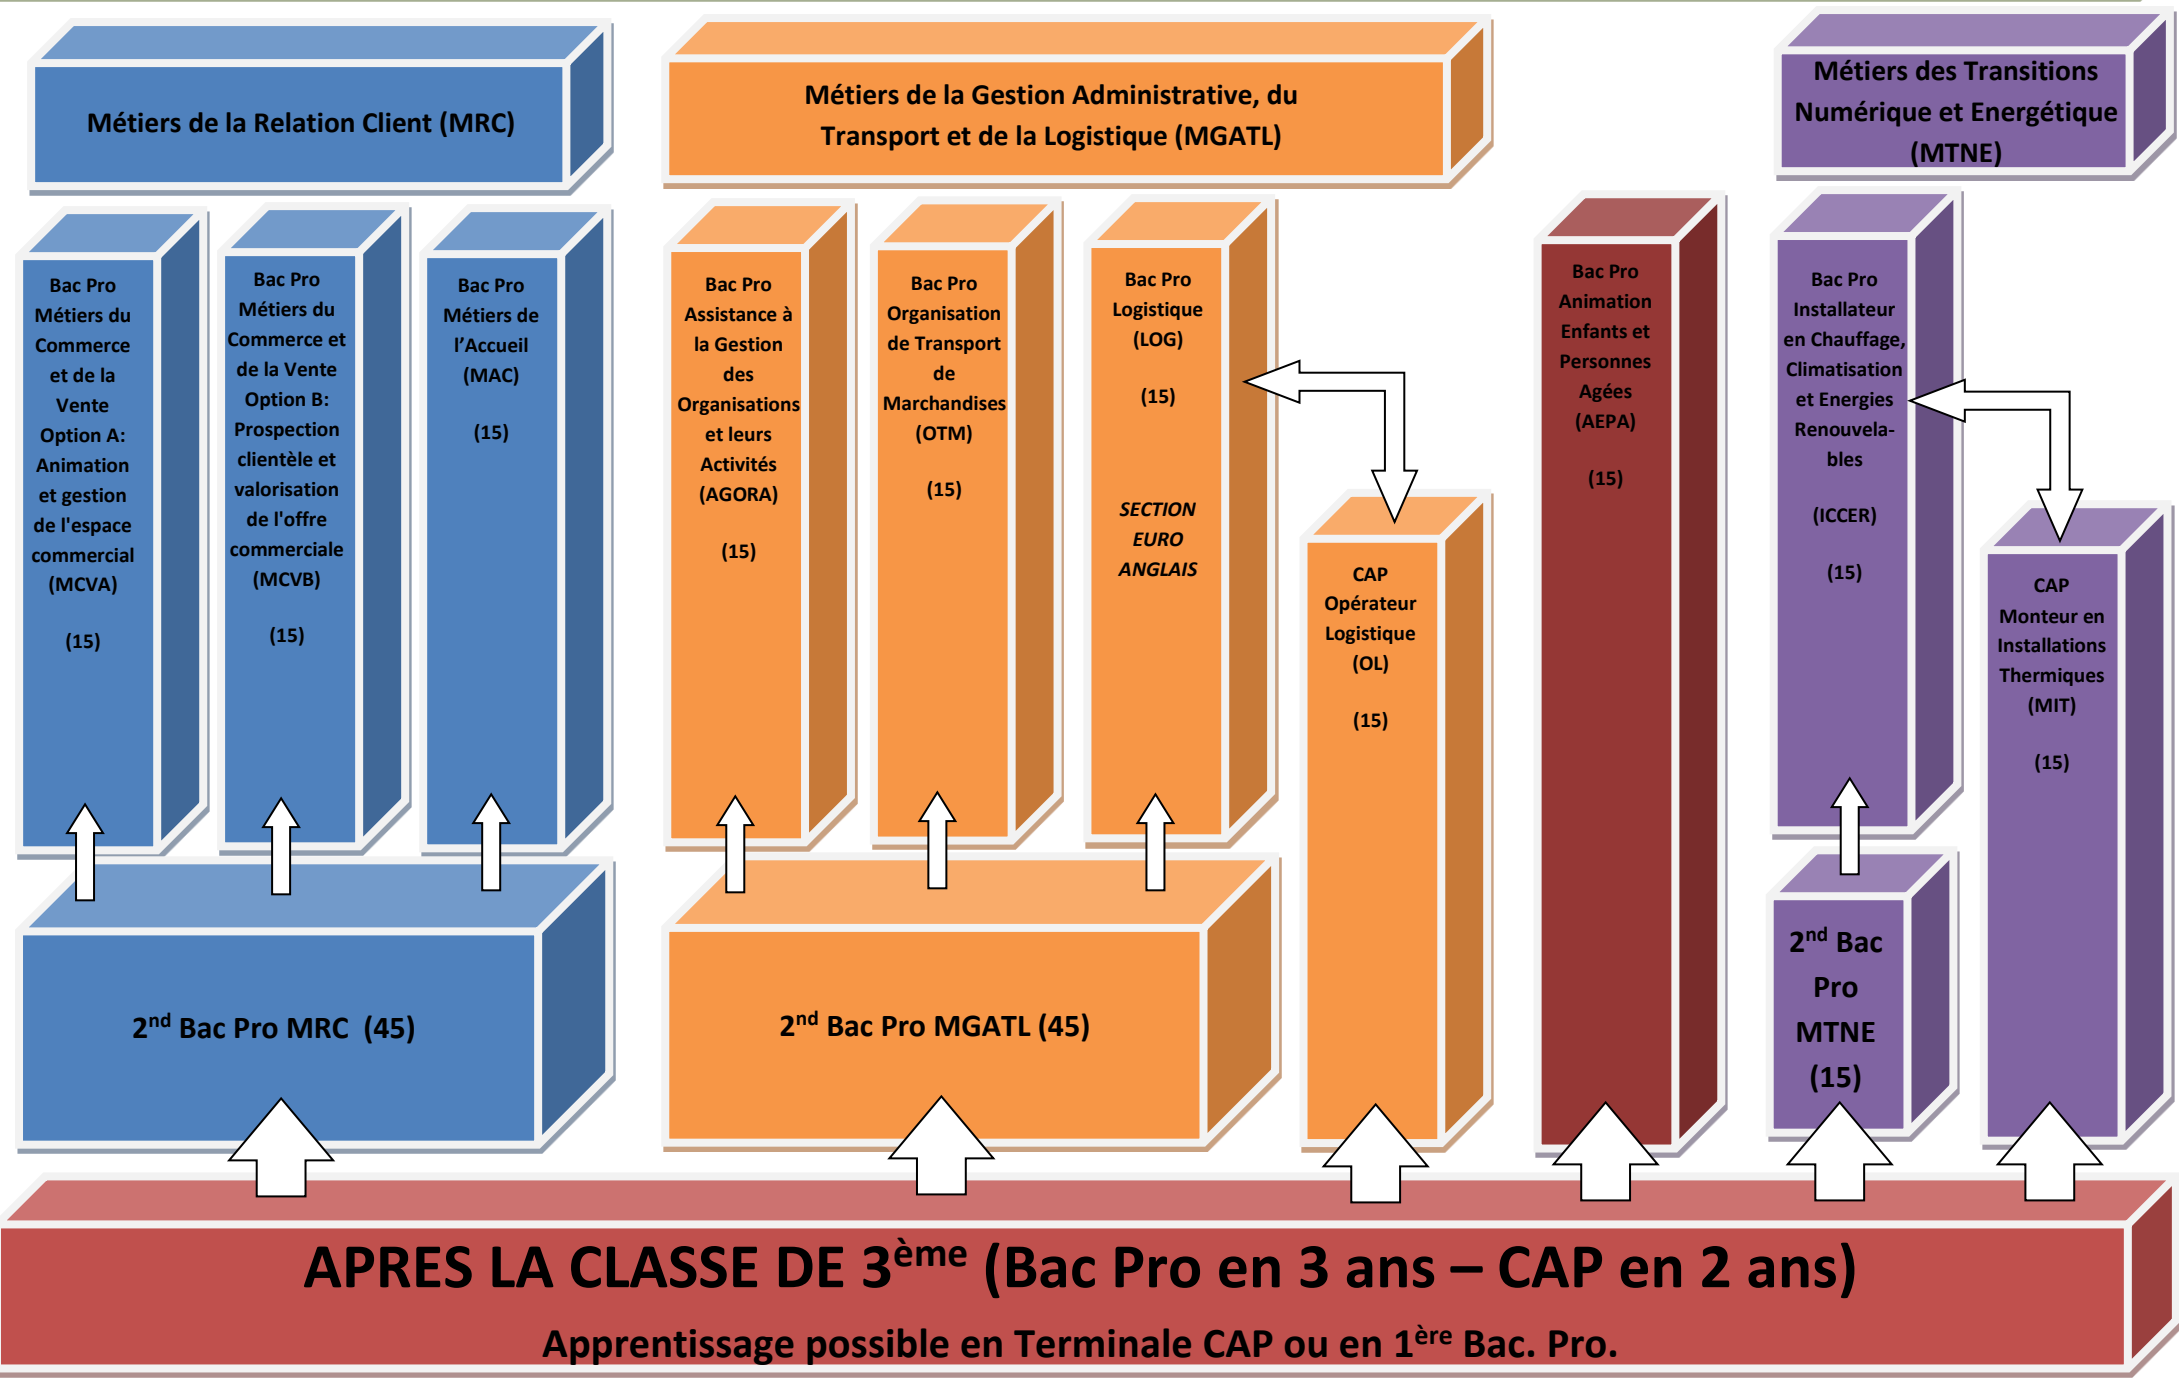 Métiers de la Relation Client (MRC)
Métiers de la Gestion Administrative, du
Transport et de la Logistique (MGATL)
Métiers des Transitions
Numérique et Energétique
(MTNE)
Bac Pro
Métiers du
Commerce
et de la
Vente
Option A:
Animation
et gestion
de l'espace
commercial
(MCVA)
(15)
Bac Pro
Métiers du
Commerce et
de la Vente
Option B:
Prospection
clientèle et
valorisation
de l'offre
commerciale
(MCVB)
(15)
Bac Pro
Métiers de
l’Accueil
(MAC)
(15)
Bac Pro
Assistance à
la Gestion
des
Organisations
et leurs
Activités
(AGORA)
(15)
Bac Pro
Organisation
de Transport
de
Marchandises
(OTM)
(15)
Bac Pro
Logistique
(LOG)
(15)
SECTION
EURO
ANGLAIS
CAP
Opérateur
Logistique
(OL)
(15)
Bac Pro
Animation
Enfants et
Personnes
Agées
(AEPA)
(15)
Bac Pro
Installateur
en Chauffage,
Climatisation
et Energies
Renouvela-
bles
(ICCER)
(15)
CAP
Monteur en
Installations
Thermiques
(MIT)
(15)
2nd Bac Pro MRC (45)
2nd Bac Pro MGATL (45)
2nd Bac
Pro
MTNE
(15)
APRES LA CLASSE DE 3ème (Bac Pro en 3 ans – CAP en 2 ans)
Apprentissage possible en Terminale CAP ou en 1ère Bac. Pro.